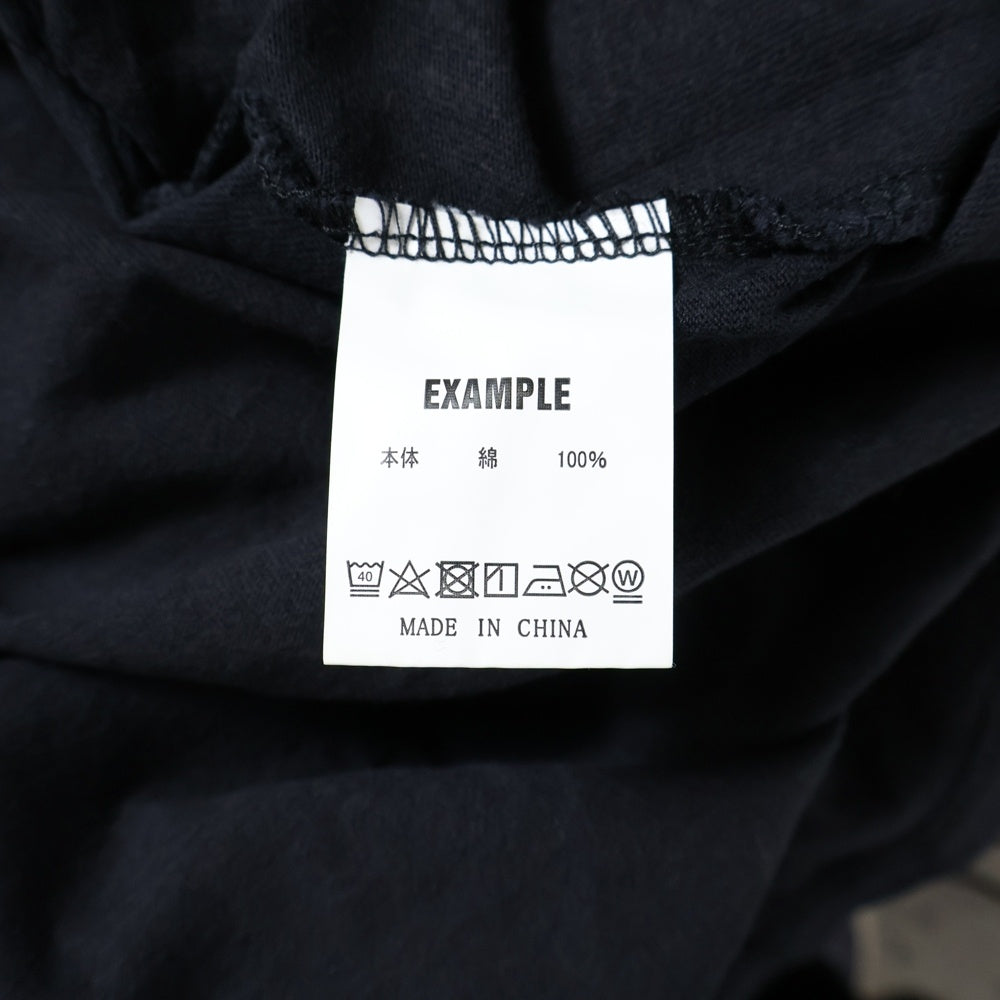 EXAMPLE
本体 綿 100%
40 W
MADE IN CHINA